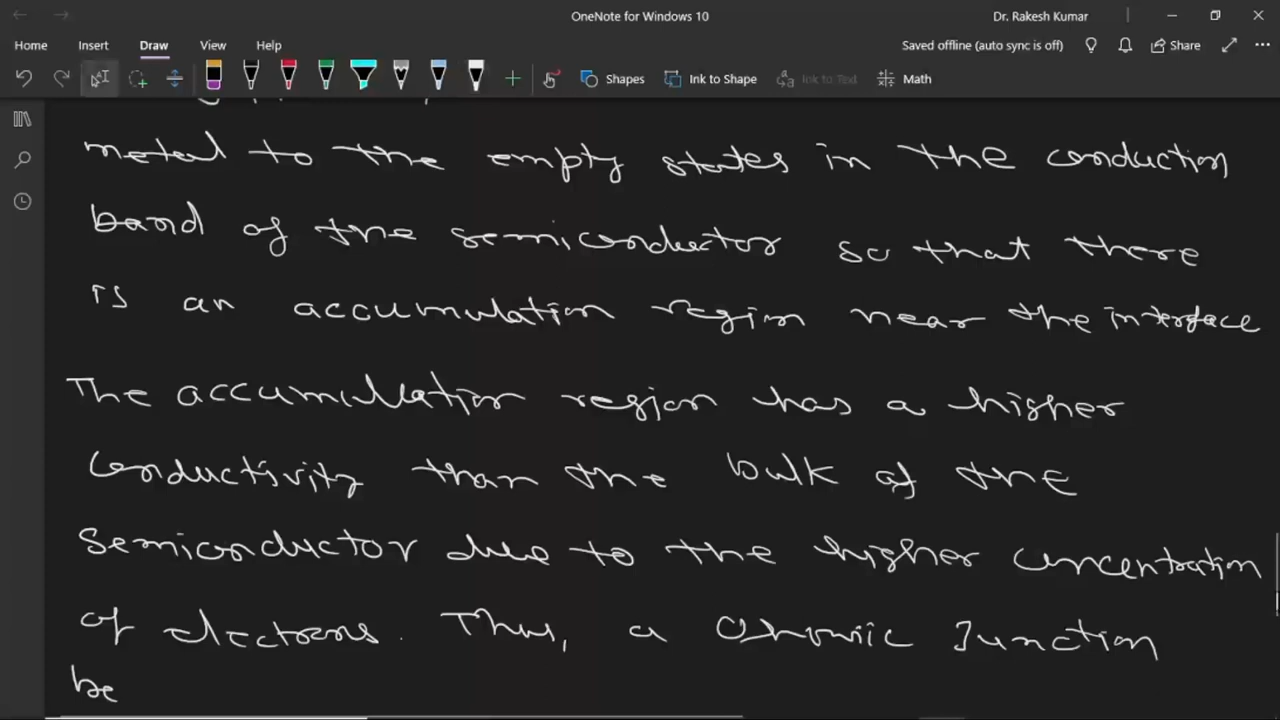 OneNote for Windows 10
Dr. Rakesh Kumar
Home Insert Draw View Help
Saved offline (auto sync is off) Share
Shapes Ink to Shape Ink to Text Math
metal to the empty states in the conduction
band of the semiconductor so that there
is an accumulation region near the interface
The accumulation region has a higher
conductivity than the bulk of the
semiconductor due to the higher concentration
of electrons. Thus, a Ohmic Junction
be